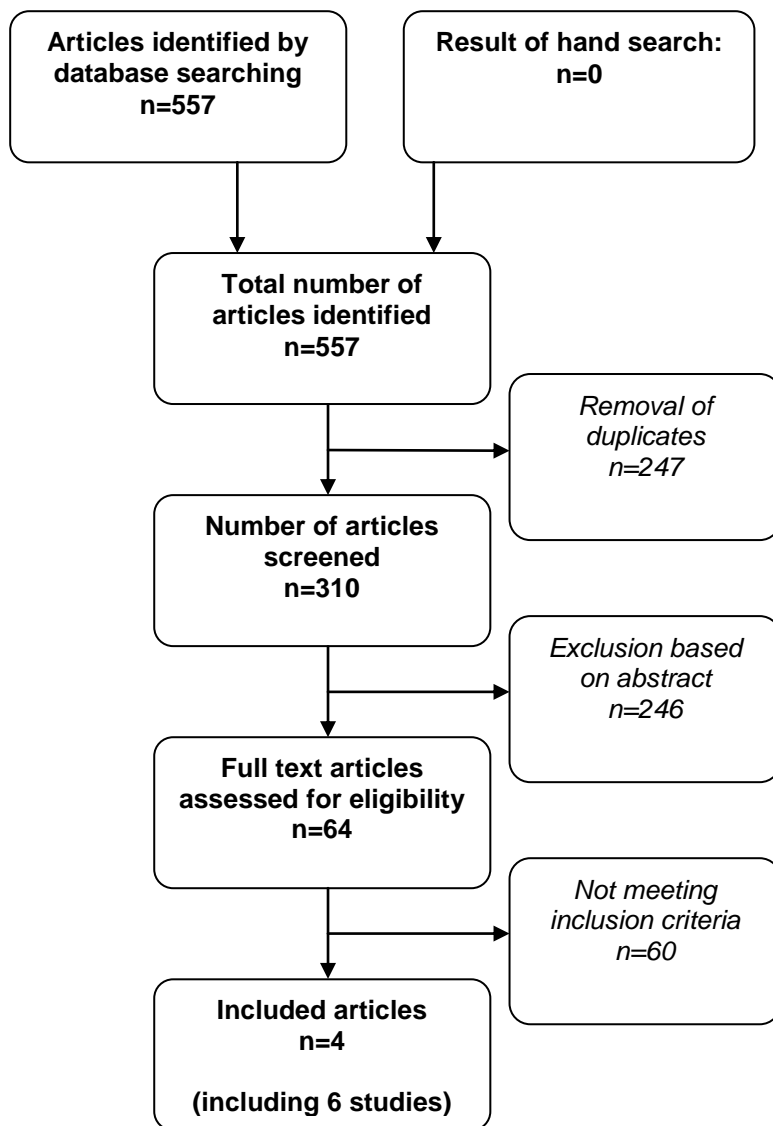 Articles identified by
database searching
n=557
Result of hand search:
n=0
Total number of
articles identified
n=557
Removal of
duplicates
n=247
Number of articles
screened
n=310
Exclusion based
on abstract
n=246
Full text articles
assessed for eligibility
n=64
Not meeting
inclusion criteria
n=60
Included articles
n=4
(including 6 studies)